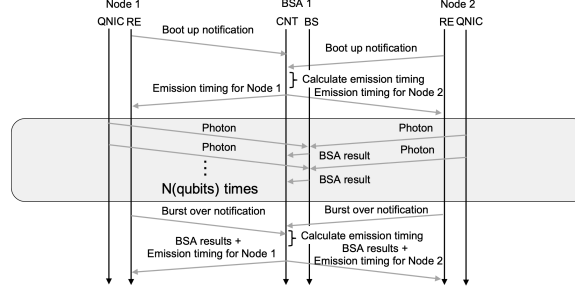 Node 1 BSA 1 Node 2
QNIC RE CNT BS RE QNIC
Boot up notification
Boot up notification
Calculate emission timing
Emission timing for Node 1 Emission timing for Node 2
Photon Photon
Photon Photon
BSA result
⋮ BSA result
N(qubits) times
Burst over notification Burst over notification
Calculate emission timing
BSA results + BSA results +
Emission timing for Node 1 Emission timing for Node 2